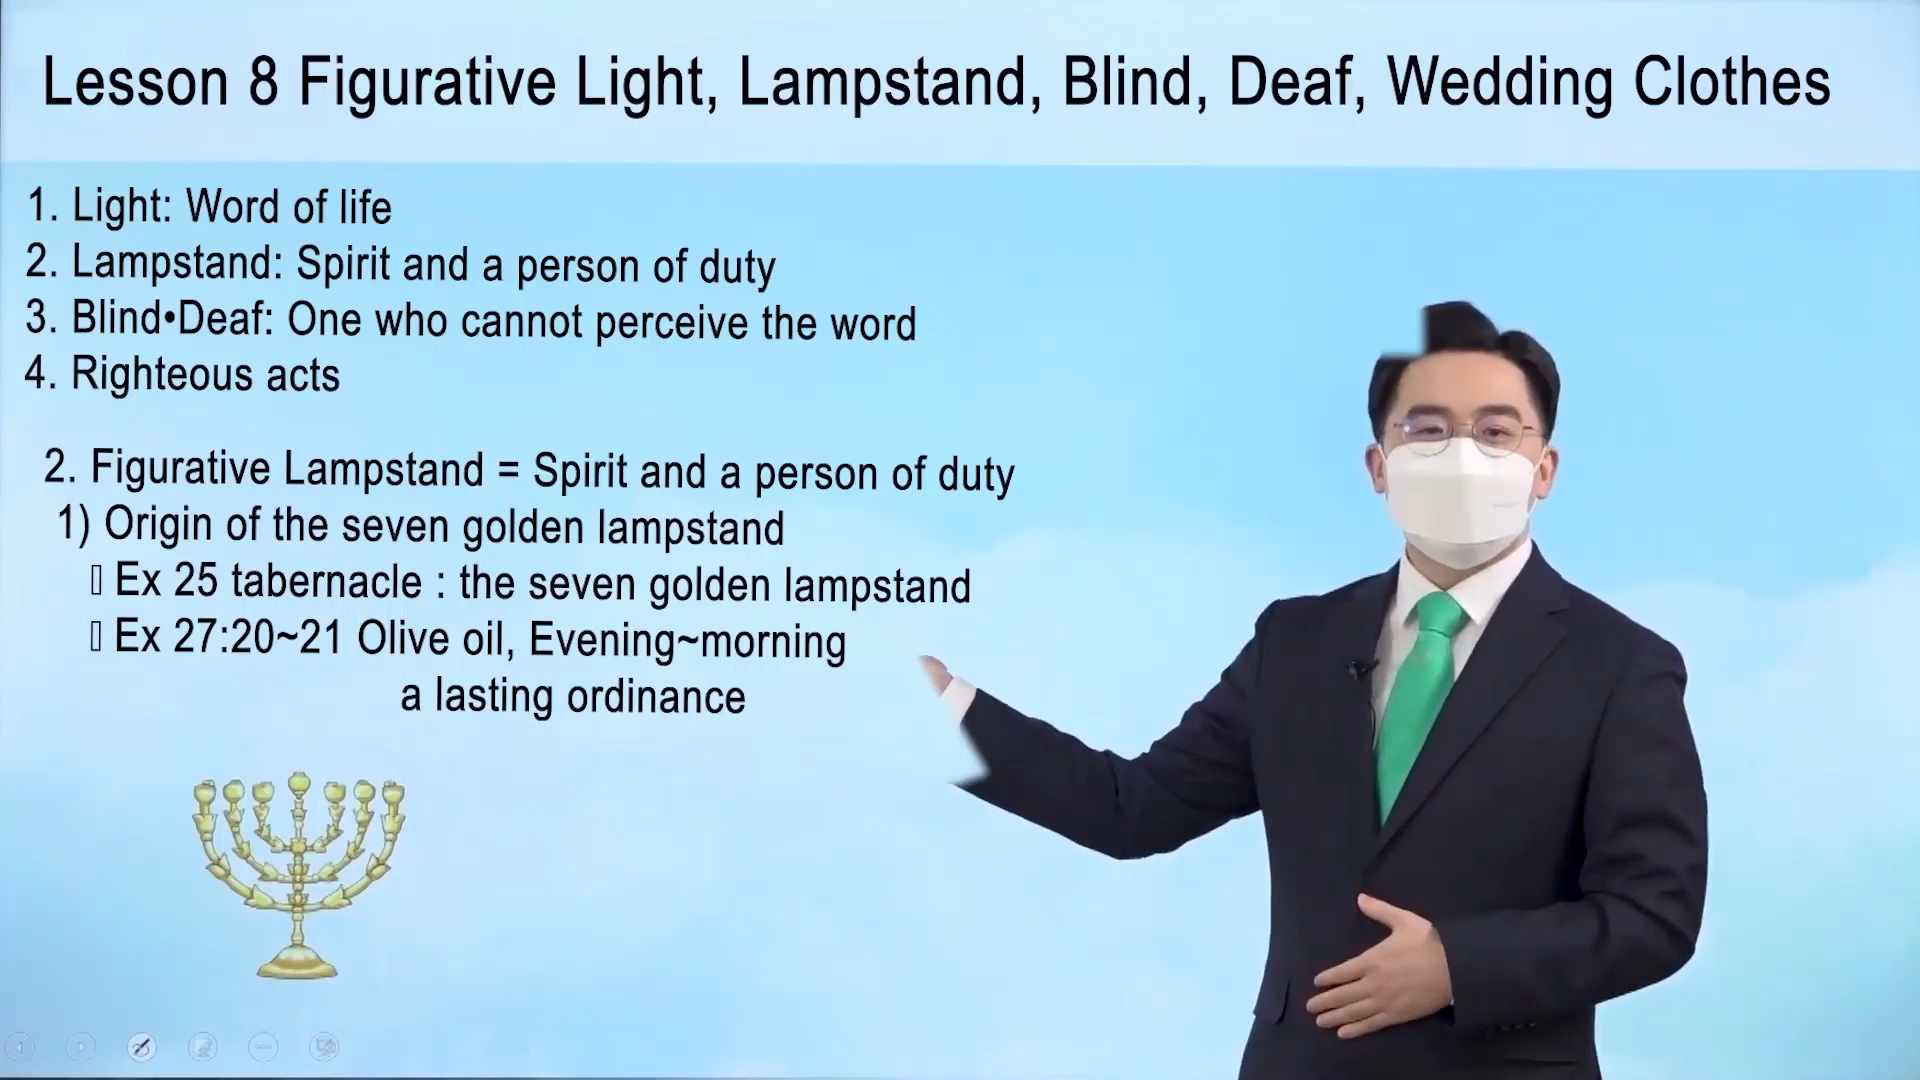 Lesson 8 Figurative Light, Lampstand, Blind, Deaf, Wedding Clothes
1. Light: Word of life
2. Lampstand: Spirit and a person of duty
3. Blind•Deaf: One who cannot perceive the word
4. Righteous acts
2. Figurative Lampstand = Spirit and a person of duty
1) Origin of the seven golden lampstand
▯ Ex 25 tabernacle : the seven golden lampstand
▯ Ex 27:20~21 Olive oil, Evening~morning
a lasting ordinance